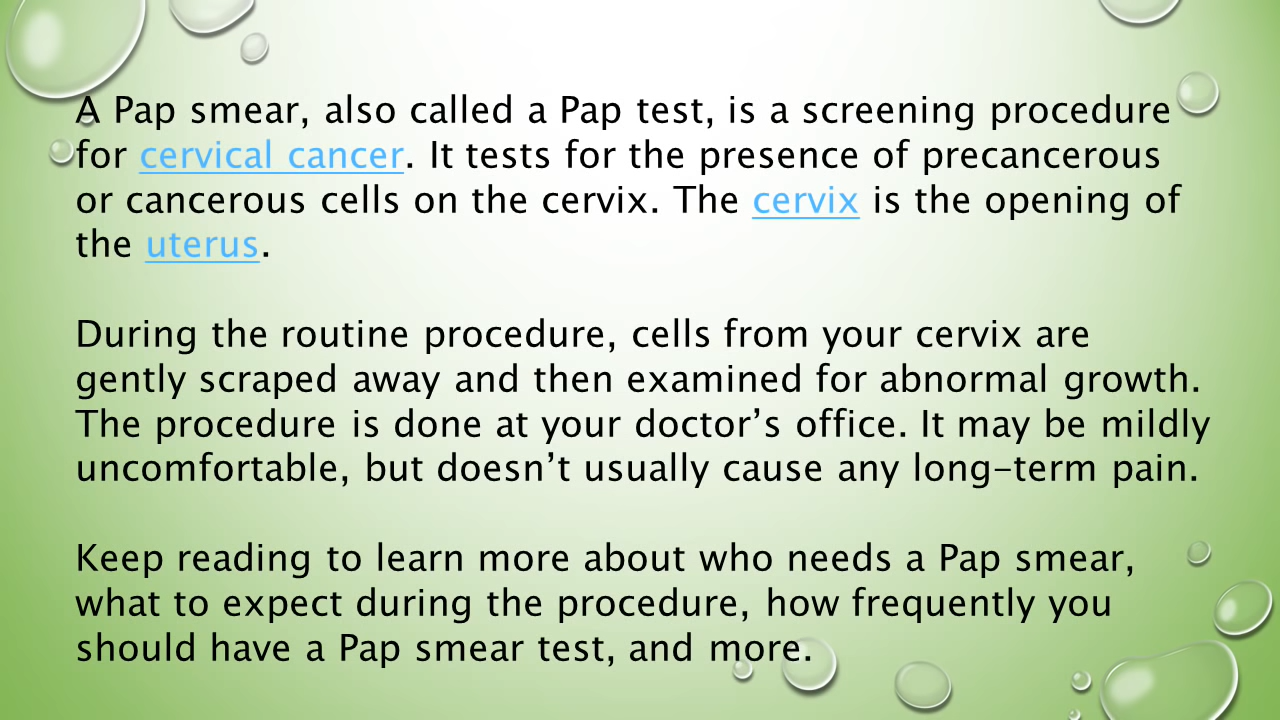 A Pap smear, also called a Pap test, is a screening procedure
for cervical cancer. It tests for the presence of precancerous
or cancerous cells on the cervix. The cervix is the opening of
the uterus.
During the routine procedure, cells from your cervix are
gently scraped away and then examined for abnormal growth.
The procedure is done at your doctor’s office. It may be mildly
uncomfortable, but doesn’t usually cause any long-term pain.
Keep reading to learn more about who needs a Pap smear,
what to expect during the procedure, how frequently you
should have a Pap smear test, and more.